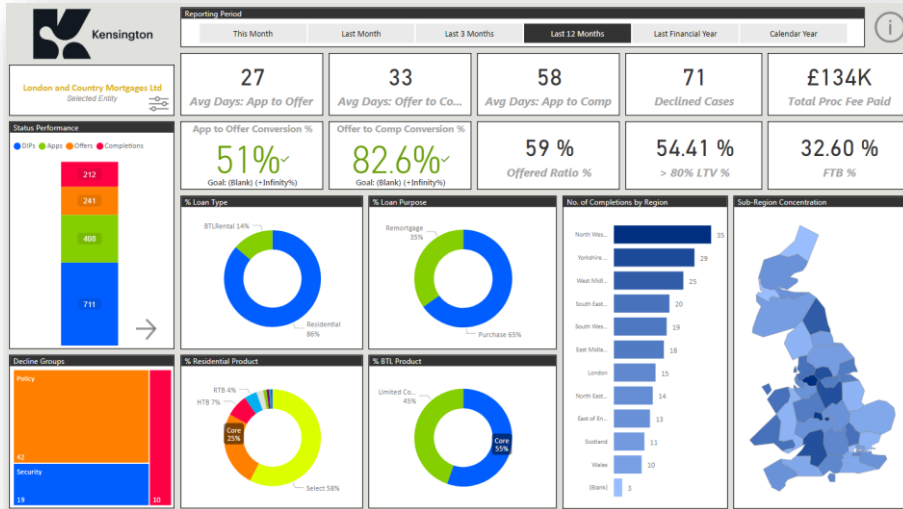 Kensington
Reporting Period
This Month
Last Month
Last 3 Months
Last 12 Months
Last Financial Year
Calendar Year
i
London and Country Mortgages Ltd
Selected Entity
27
Avg Days: App to Offer
33
Avg Days: Offer to Co...
58
Avg Days: App to Comp
71
Declined Cases
£134K
Total Proc Fee Paid
Status Performance
DIPs Apps Offers Completions
212
241
408
711
App to Offer Conversion %
51%
Goal: (Blank) (+Infinity%)
Offer to Comp Conversion %
82.6%
Goal: (Blank) (+Infinity%)
59 %
Offered Ratio %
54.41 %
> 80% LTV %
32.60 %
FTB %
% Loan Type
BTLRental 14%
Residential
86%
% Loan Purpose
Remortgage
35%
Purchase 65%
No. of Completions by Region
North Wes... 35
Yorkshire... 29
West Midl... 25
South East... 20
South Wes... 19
East Midla... 18
London 15
North East... 14
East of En... 13
Scotland 11
Wales 10
(Blank) 3
Sub-Region Concentration
Decline Groups
Policy
42
Security
19
10
% Residential Product
RTB 4%
HTB 7%
Core
25%
Select 58%
% BTL Product
Limited Co...
45%
Core
55%